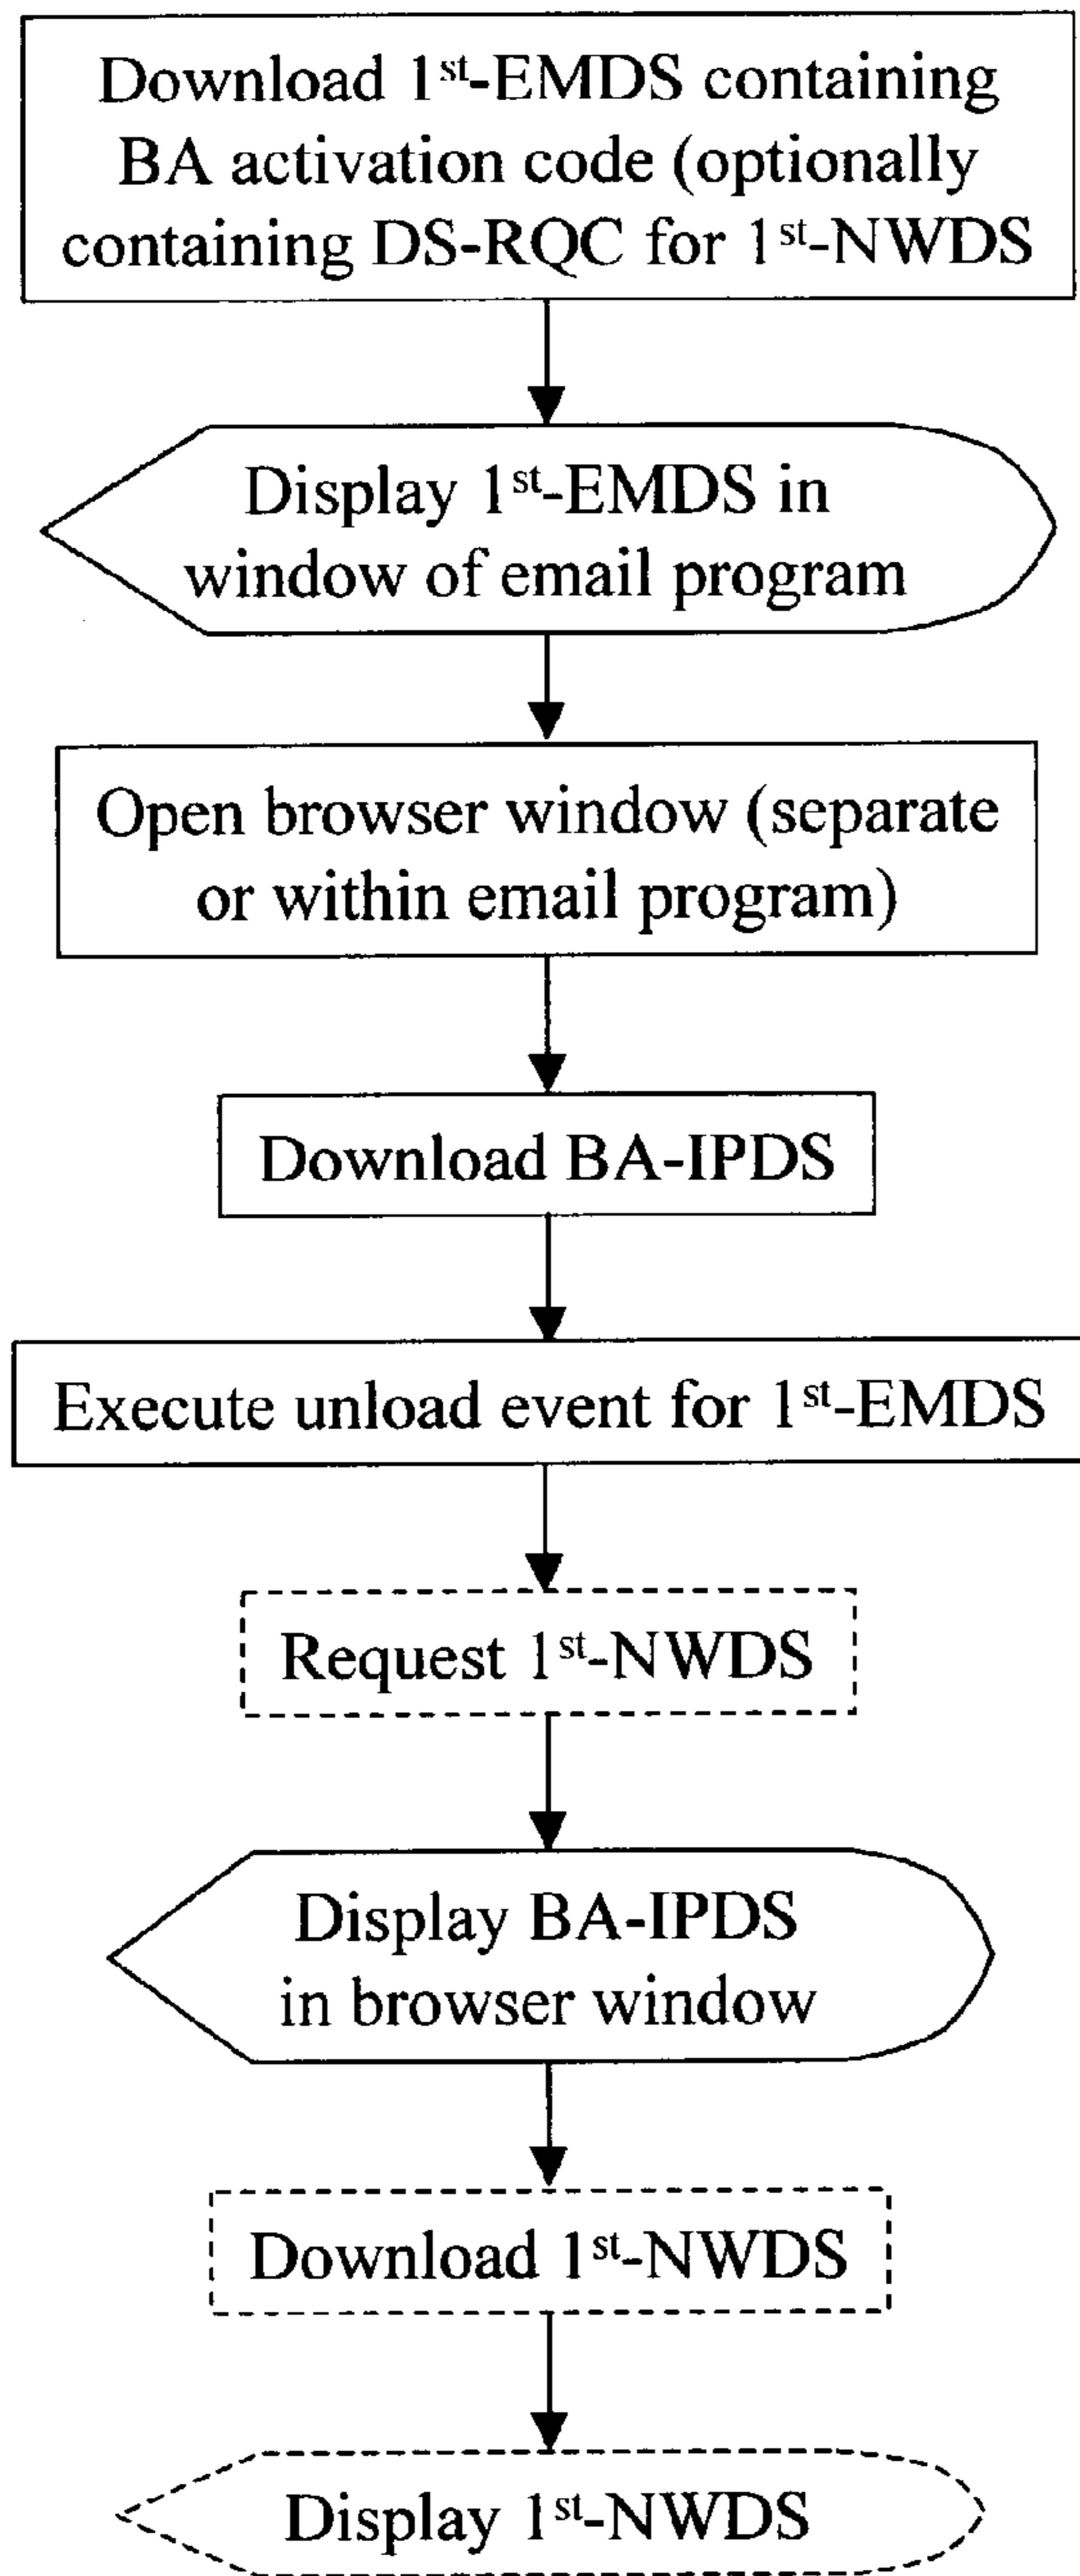 Download 1st-EMDS containing
BA activation code (optionally
containing DS-RQC for 1st-NWDS
Display 1st-EMDS in
window of email program
Open browser window (separate
or within email program)
Download BA-IPDS
Execute unload event for 1st-EMDS
Request 1st-NWDS
Display BA-IPDS
in browser window
Download 1st-NWDS
Display 1st-NWDS